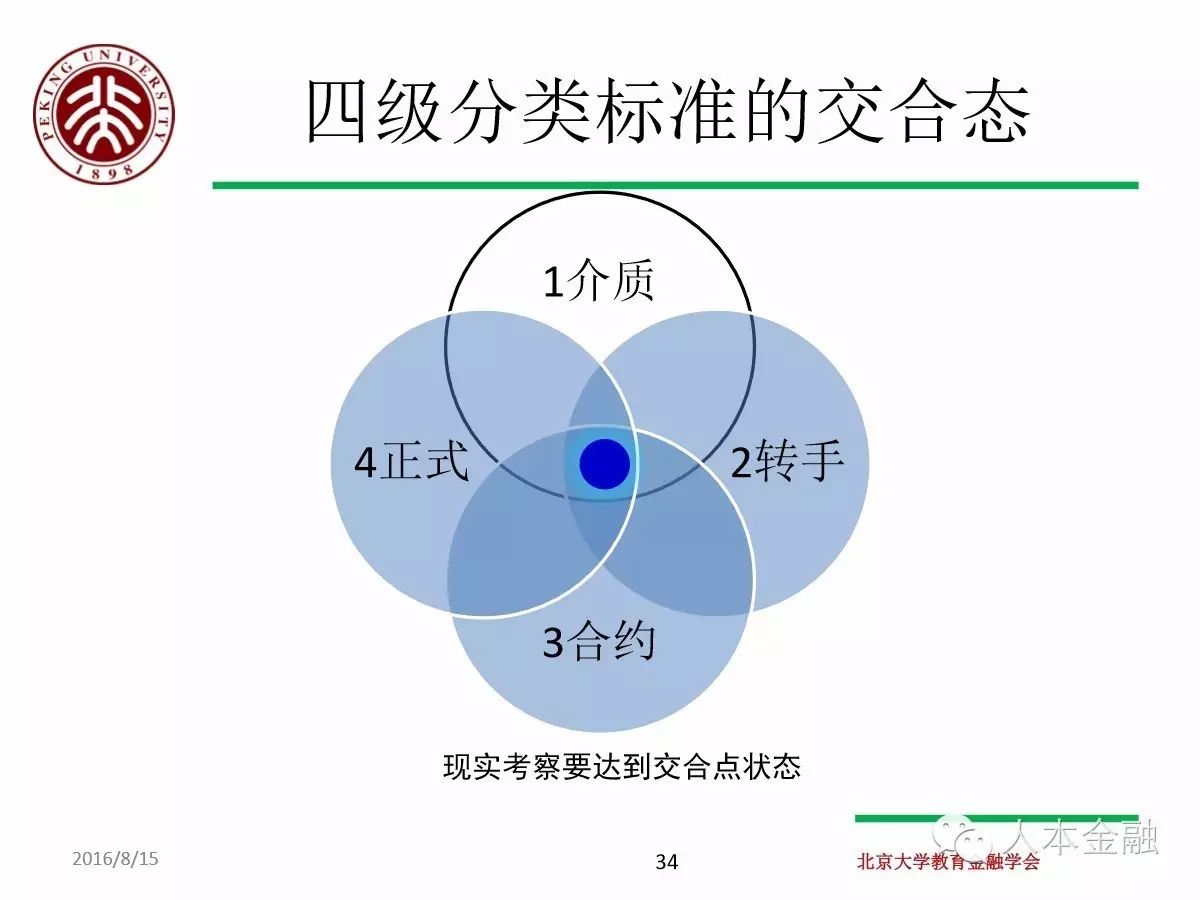 PEKING UNIVERSITY
1898
四级分类标准的交合态
1介质
4正式
2转手
3合约
现实考察要达到交合点状态
人本金融
2016/8/15
34
北京大学教育金融学会